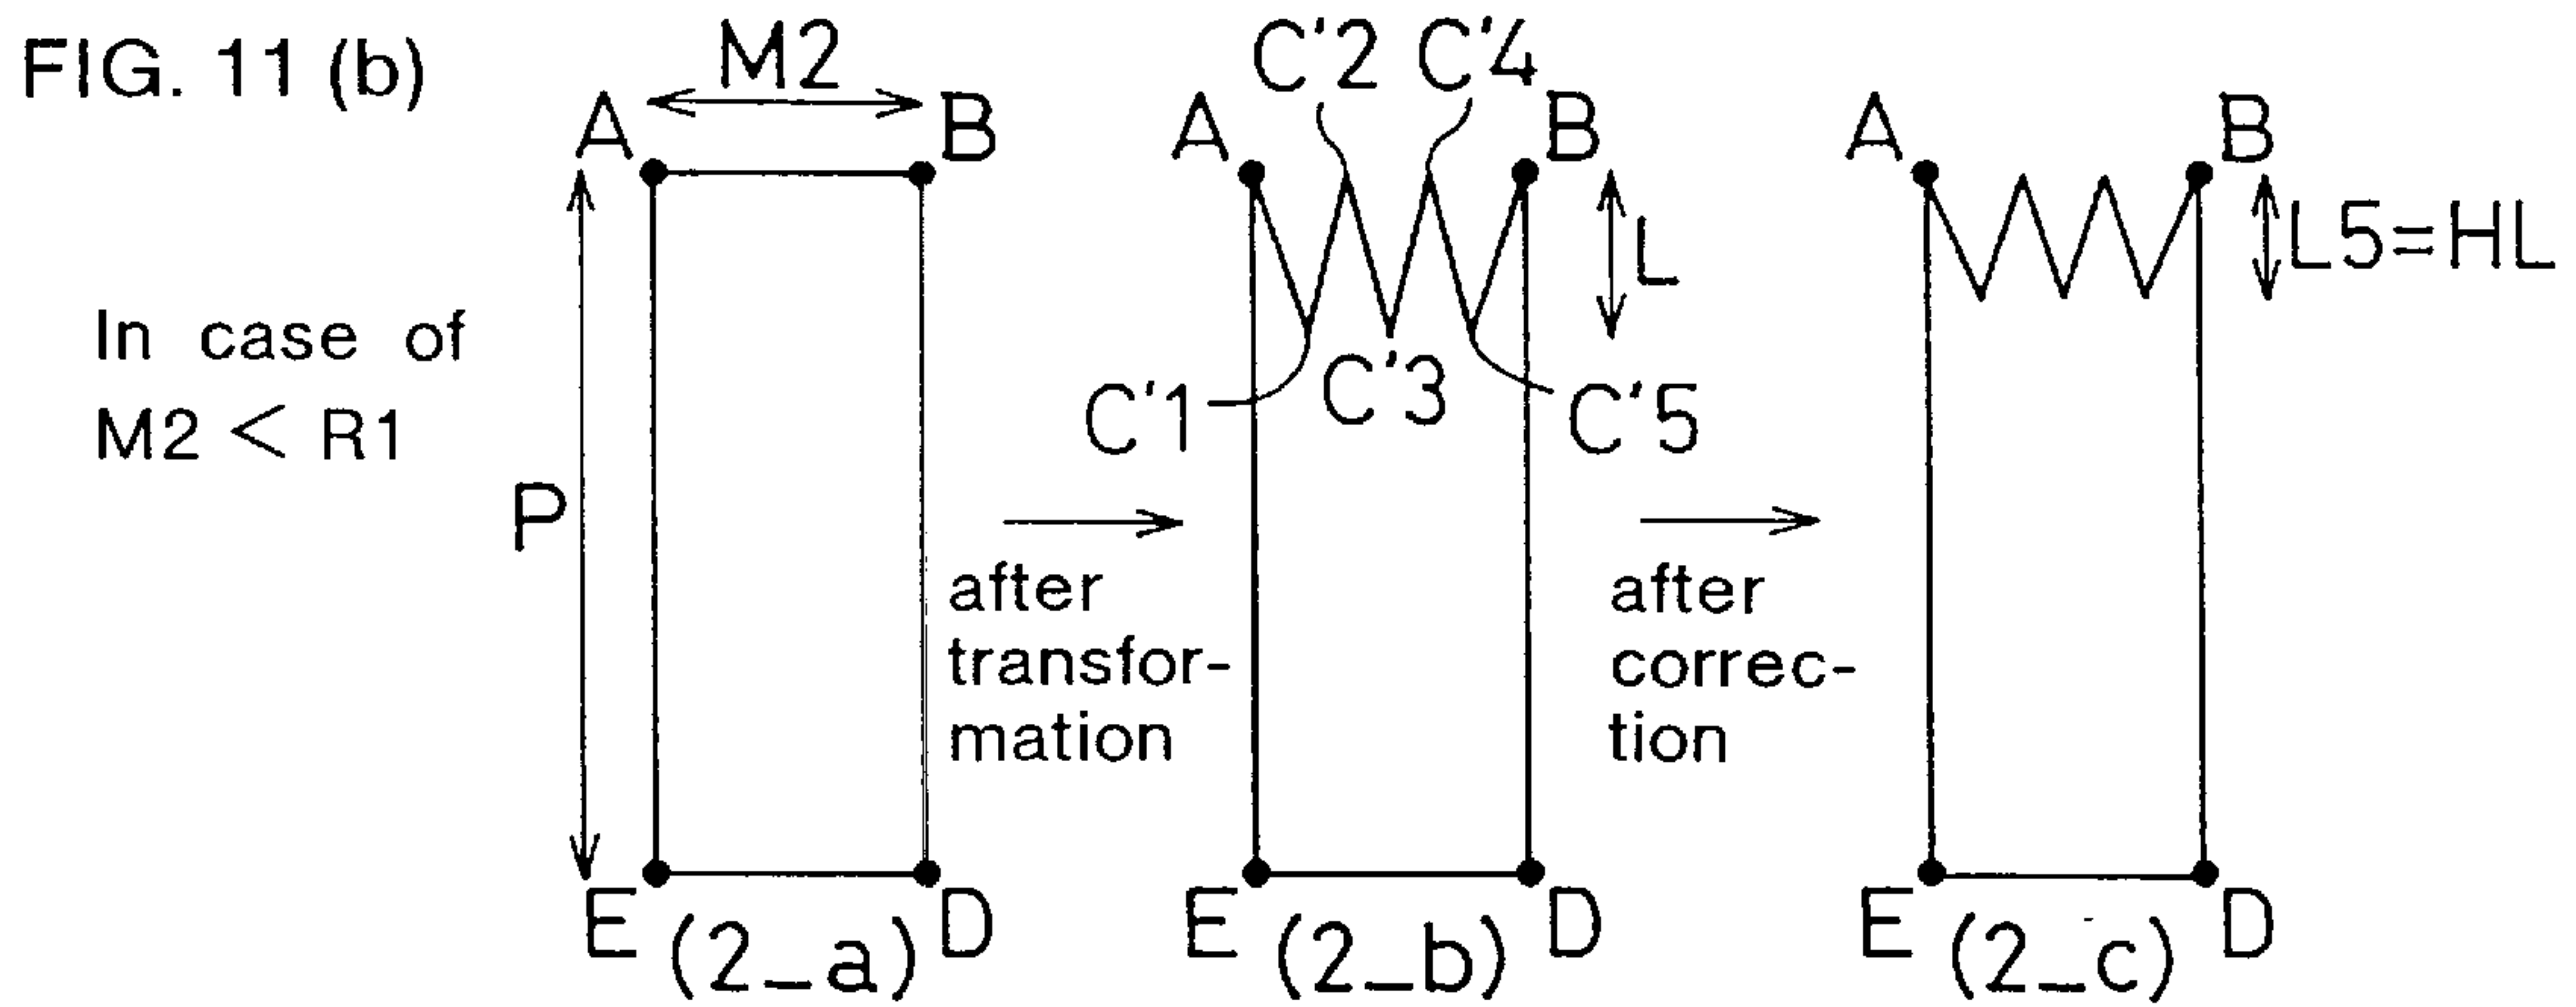 FIG. 11 (b)
In case of
M2 < R1
M2
A
B
P
E
D
(2_a)
after
transfor-
mation
C'2
C'4
A
B
L
C'1
C'3
C'5
E
D
(2_b)
after
correc-
tion
A
B
L5=HL
E
D
(2_c)